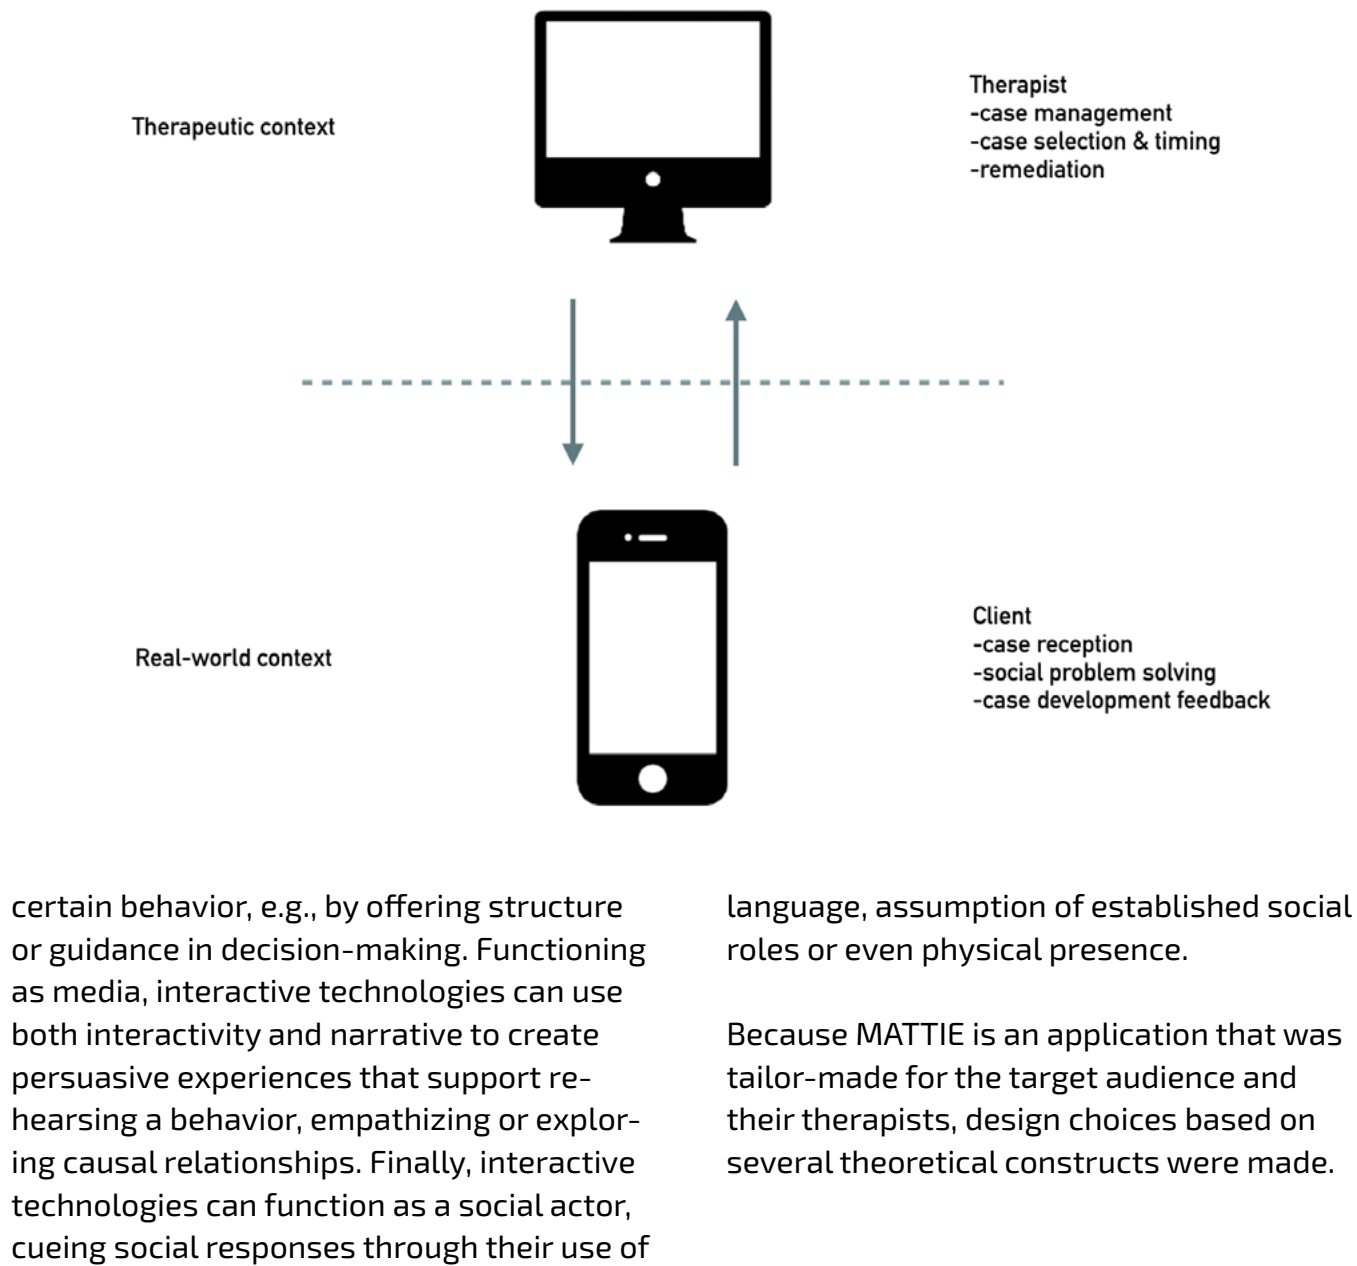 Therapeutic context
Therapist
-case management
-case selection & timing
-remediation
Real-world context
Client
-case reception
-social problem solving
-case development feedback
certain behavior, e.g., by offering structure
or guidance in decision-making. Functioning
as media, interactive technologies can use
both interactivity and narrative to create
persuasive experiences that support re-
hearsing a behavior, empathizing or explor-
ing causal relationships. Finally, interactive
technologies can function as a social actor,
cueing social responses through their use of
language, assumption of established social
roles or even physical presence.
Because MATTIE is an application that was
tailor-made for the target audience and
their therapists, design choices based on
several theoretical constructs were made.